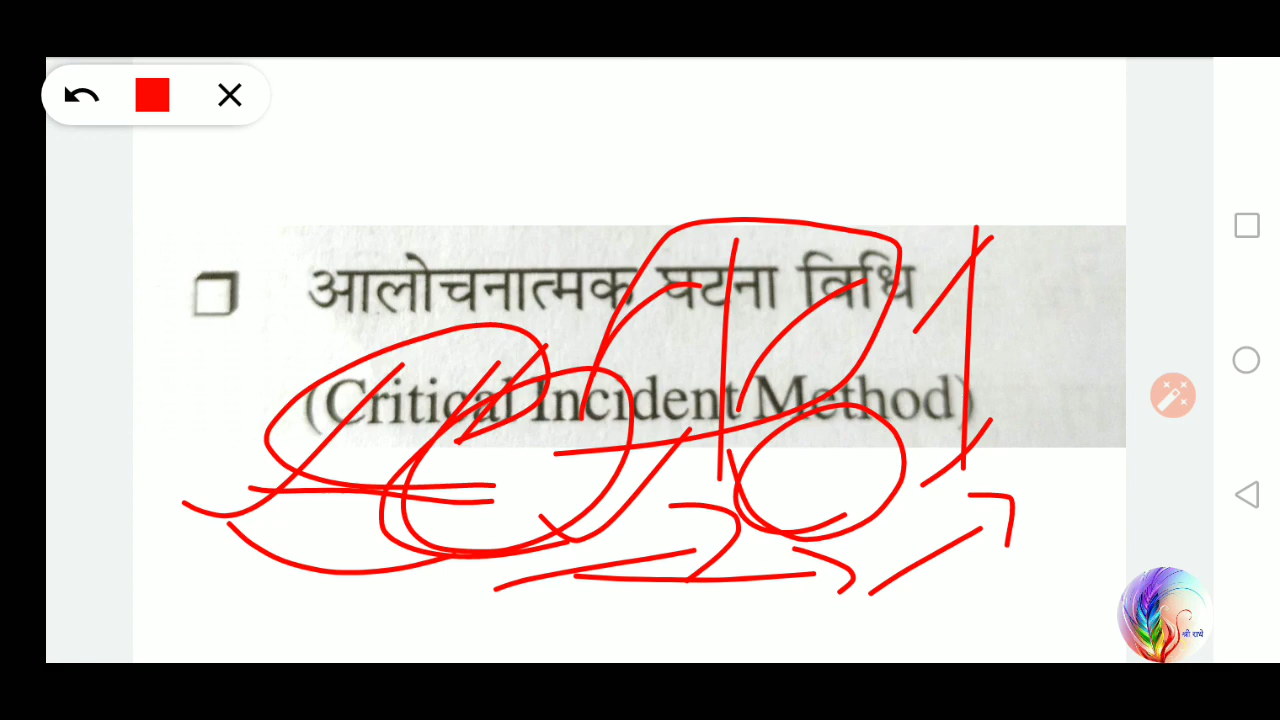 आलोचनात्मक घटना विधि
(Critical Incident Method)
श्री राधे